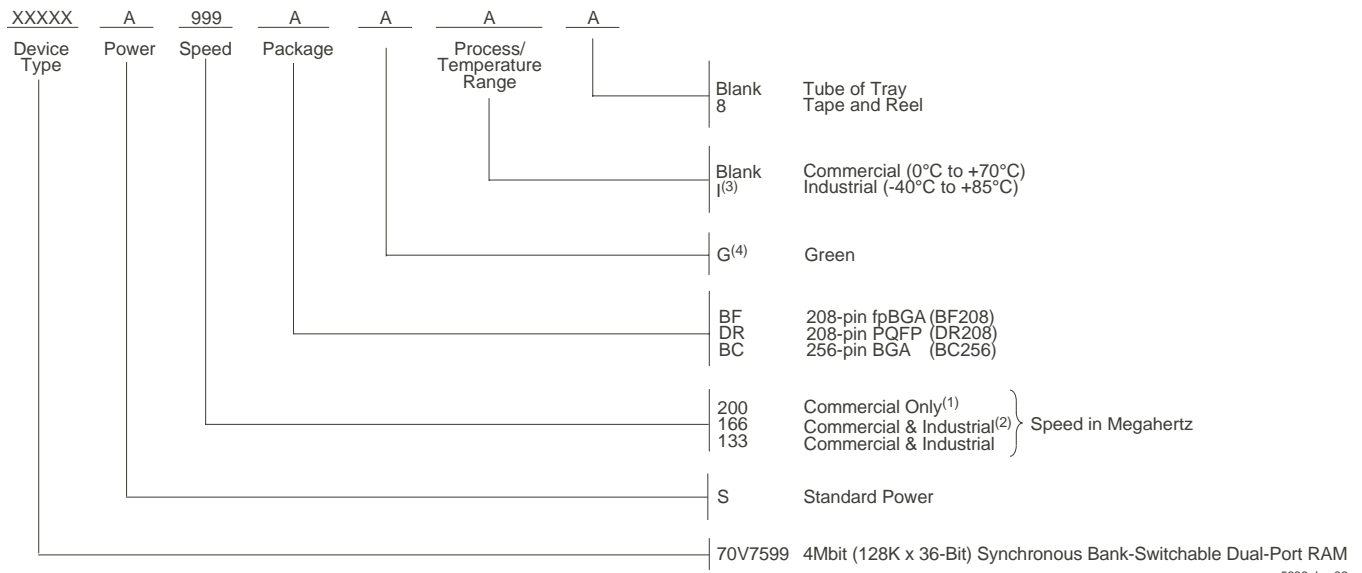 XXXXX A 999 A A A A
Device Type Power Speed Package Process/ Temperature Range
Blank Tube of Tray
8 Tape and Reel
Blank Commercial (0°C to +70°C)
I(3) Industrial (-40°C to +85°C)
G(4) Green
BF 208-pin fpBGA (BF208)
DR 208-pin PQFP (DR208)
BC 256-pin BGA (BC256)
200 Commercial Only(1)
166 Commercial & Industrial(2)
133 Commercial & Industrial
Speed in Megahertz
S Standard Power
70V7599 4Mbit (128K x 36-Bit) Synchronous Bank-Switchable Dual-Port RAM